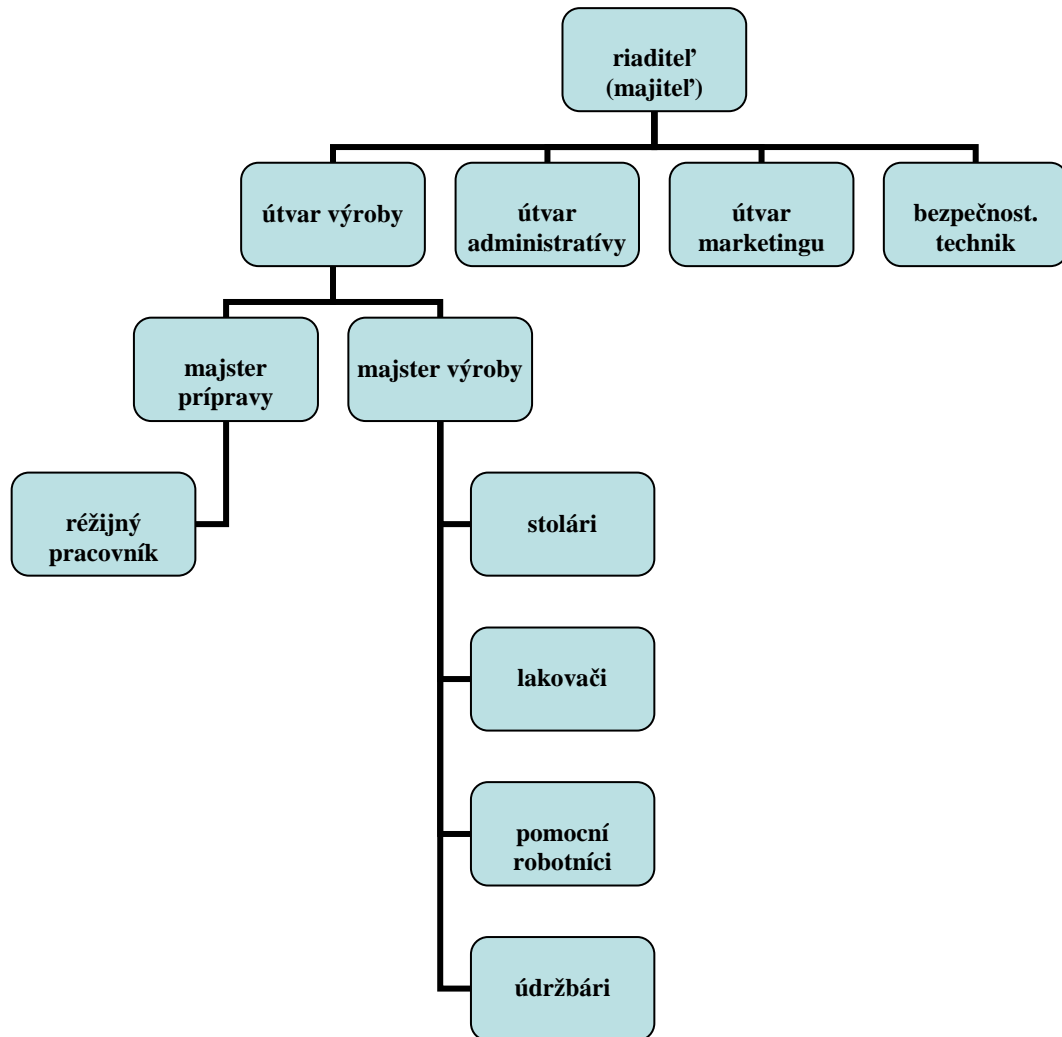 riaditeľ
(majiteľ)
útvar výroby
útvar
administratívy
útvar
marketingu
bezpečnost.
technik
majster
prípravy
majster výroby
réžijný
pracovník
stolári
lakovači
pomocní
robotníci
údržbári